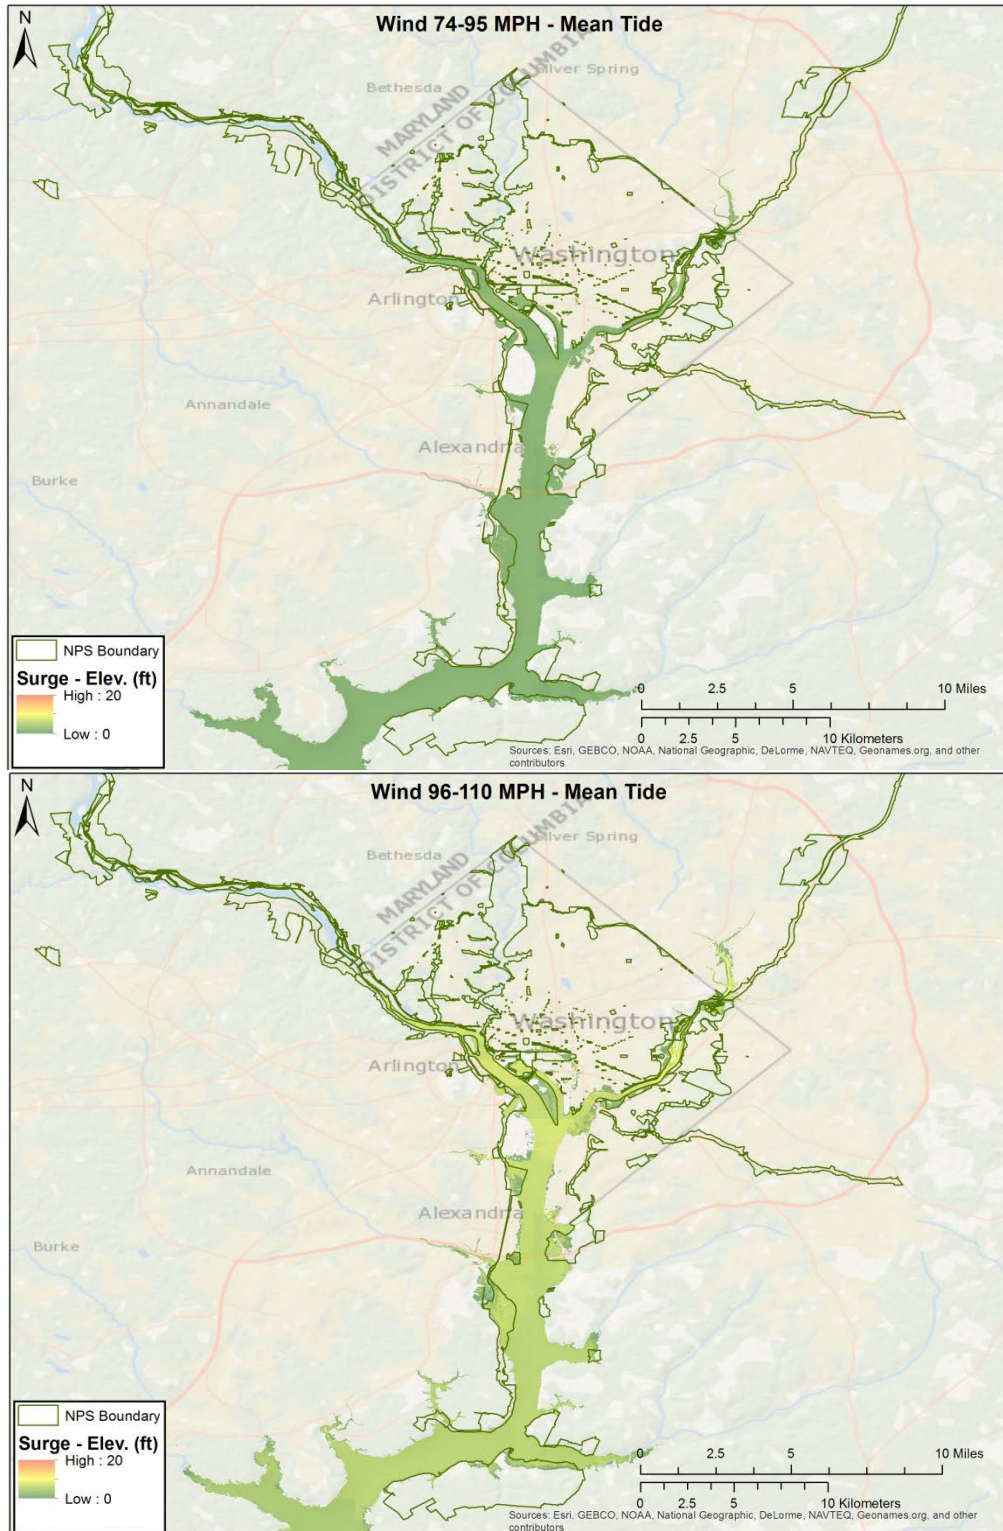 Wind 74-95 MPH - Mean Tide
N
Silver Spring
Bethesda
MARYLAND
DISTRICT OF COLUMBIA
Washington
Arlington
Annandale
Alexandria
Burke
NPS Boundary
Surge - Elev. (ft)
High : 20
Low : 0
0 2.5 5 10 Miles
0 2.5 5 10 Kilometers
Sources: Esri, GEBCO, NOAA, National Geographic, DeLorme, NAVTEQ, Geonames.org, and other
contributors
Wind 96-110 MPH - Mean Tide
N
Silver Spring
Bethesda
MARYLAND
DISTRICT OF COLUMBIA
Washington
Arlington
Annandale
Alexandria
Burke
NPS Boundary
Surge - Elev. (ft)
High : 20
Low : 0
0 2.5 5 10 Miles
0 2.5 5 10 Kilometers
Sources: Esri, GEBCO, NOAA, National Geographic, DeLorme, NAVTEQ, Geonames.org, and other
contributors